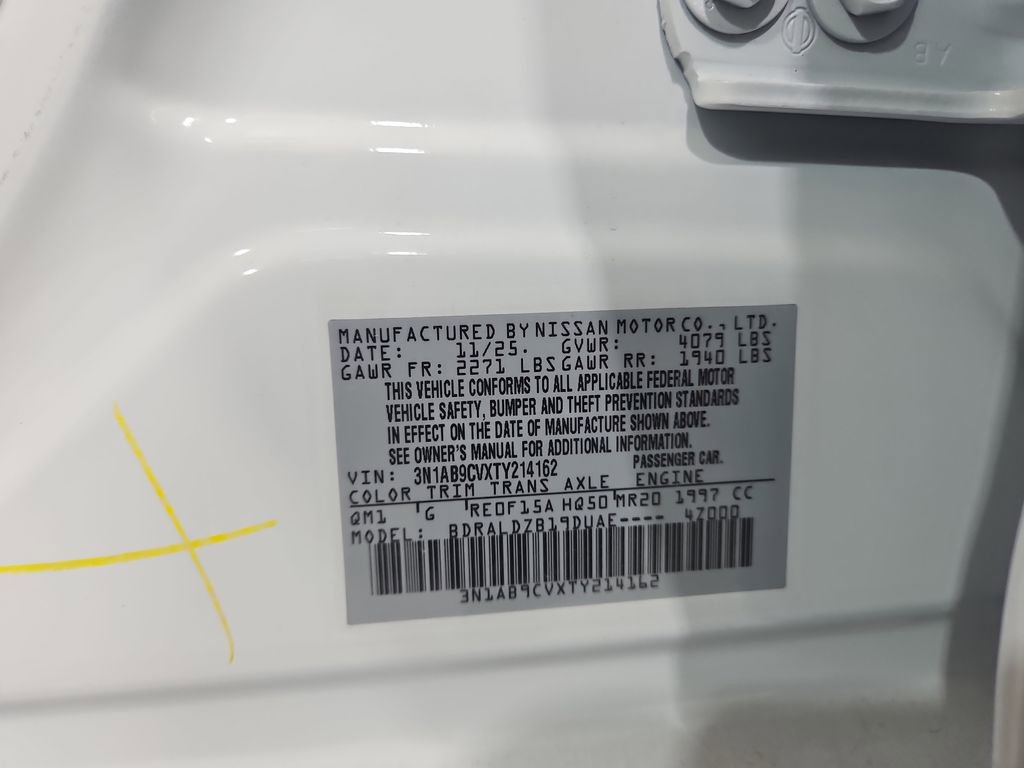 MANUFACTURED BY NISSAN MOTOR CO., LTD.
DATE: 11/25. GVWR: 4079 LBS
GAWR FR: 2271 LBS GAWR RR: 1940 LBS
THIS VEHICLE CONFORMS TO ALL APPLICABLE FEDERAL MOTOR
VEHICLE SAFETY, BUMPER AND THEFT PREVENTION STANDARDS
IN EFFECT ON THE DATE OF MANUFACTURE SHOWN ABOVE.
SEE OWNER'S MANUAL FOR ADDITIONAL INFORMATION.
VIN: 3N1AB9CVXTY214162 PASSENGER CAR.
COLOR TRIM TRANS AXLE ENGINE
QM1 G RE0F15A HQ50 MR20 1997 CC
MODEL: BDRALDZB19DUAE---- 4Z000
3N1AB9CVXTY214162